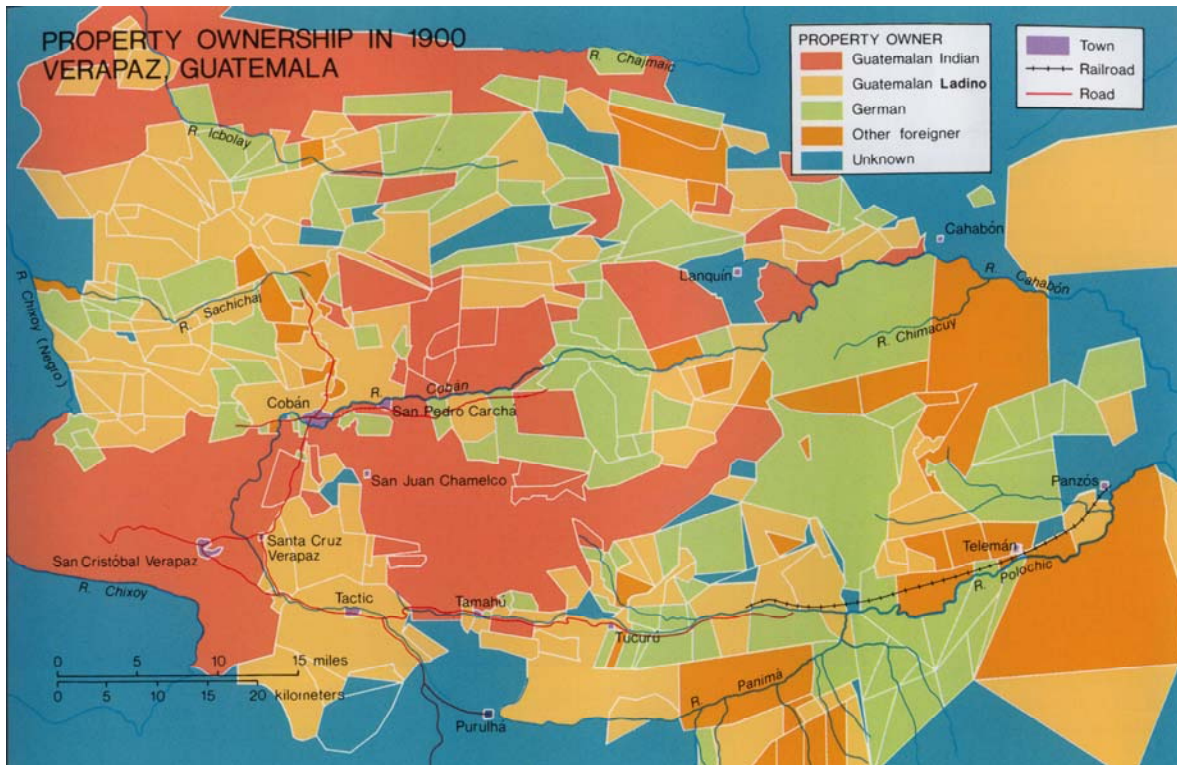 PROPERTY OWNERSHIP IN 1900
VERAPAZ, GUATEMALA
PROPERTY OWNER
Guatemalan Indian
Guatemalan Ladino
German
Other foreigner
Unknown
Town
Railroad
Road
R. Chajmaic
R. Icbolay
Cahabón
R. Cahabón
Lanquín
R. Chixoy (Negro)
R. Sachichaj
R. Chimacuy
Cobán
R. Cobán
San Pedro Carcha
San Juan Chamelco
Panzós
Santa Cruz
Verapaz
San Cristóbal Verapaz
Telemán
R. Polochic
R. Chixoy
Tactic
Tamahú
Tucurú
0 5 10 15 miles
0 5 10 15 20 kilometers
R. Panimá
Purulhá